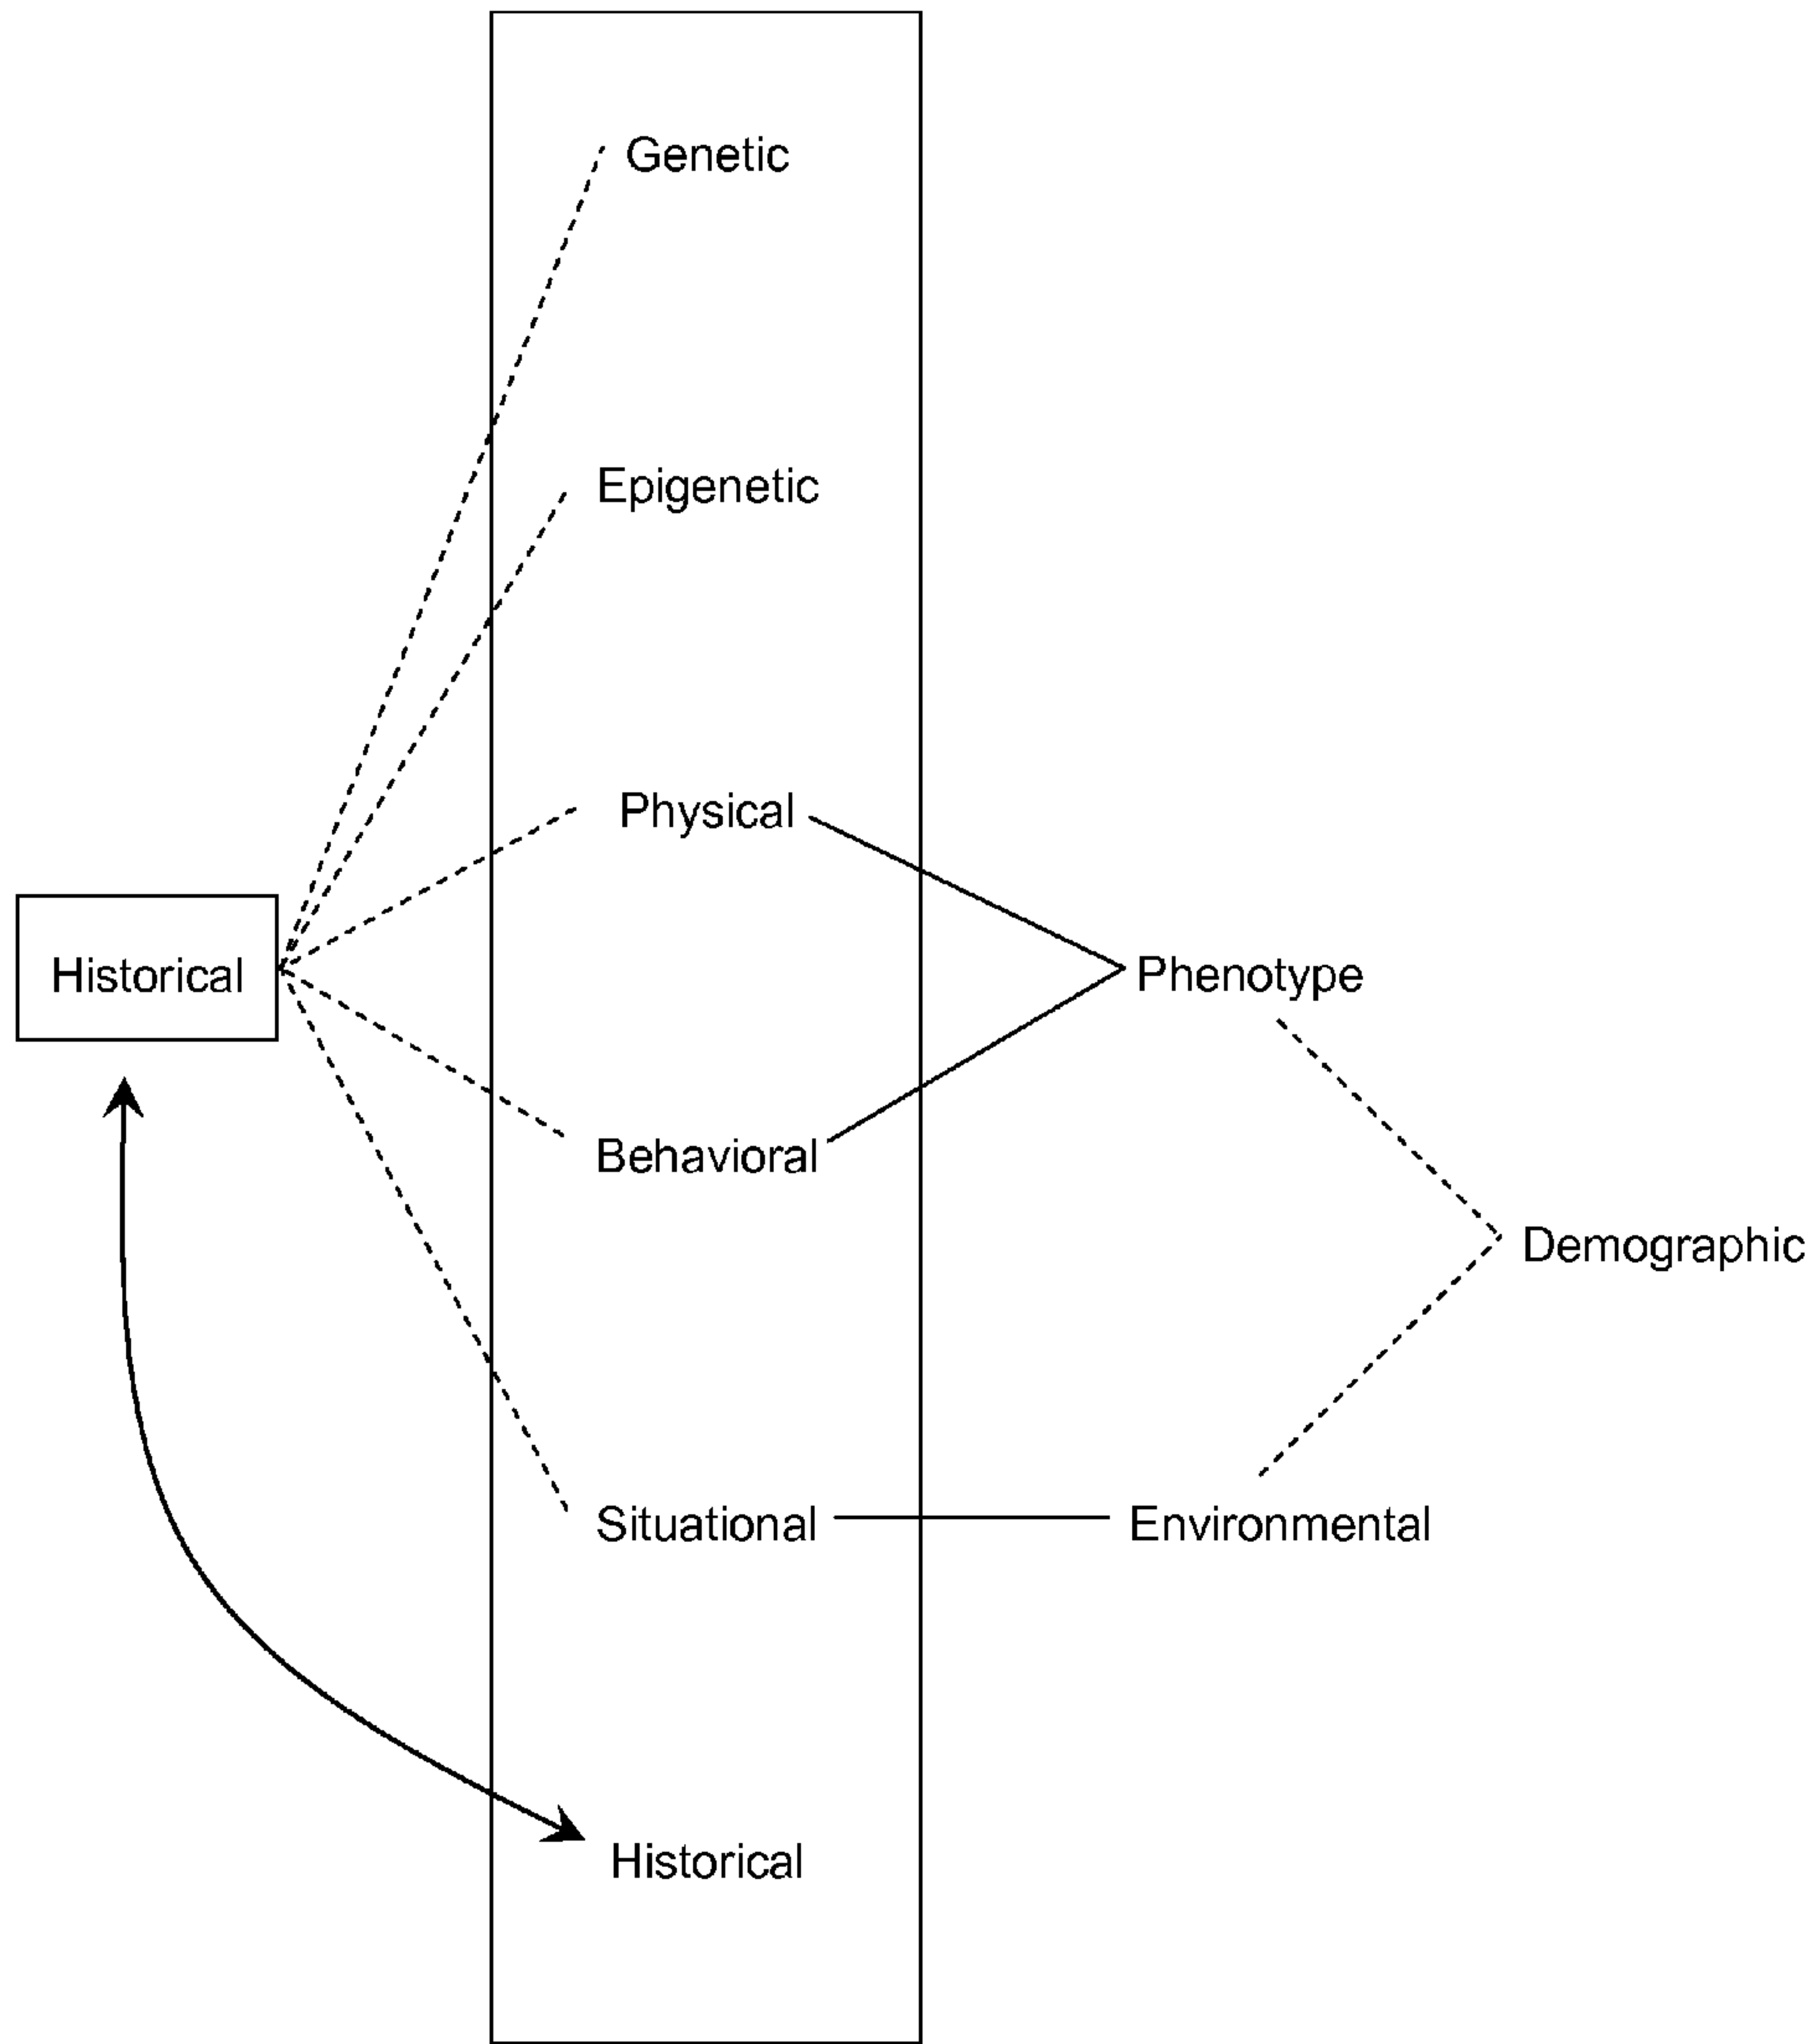 Genetic
Epigenetic
Physical
Historical
Phenotype
Behavioral
Demographic
Situational
Environmental
Historical